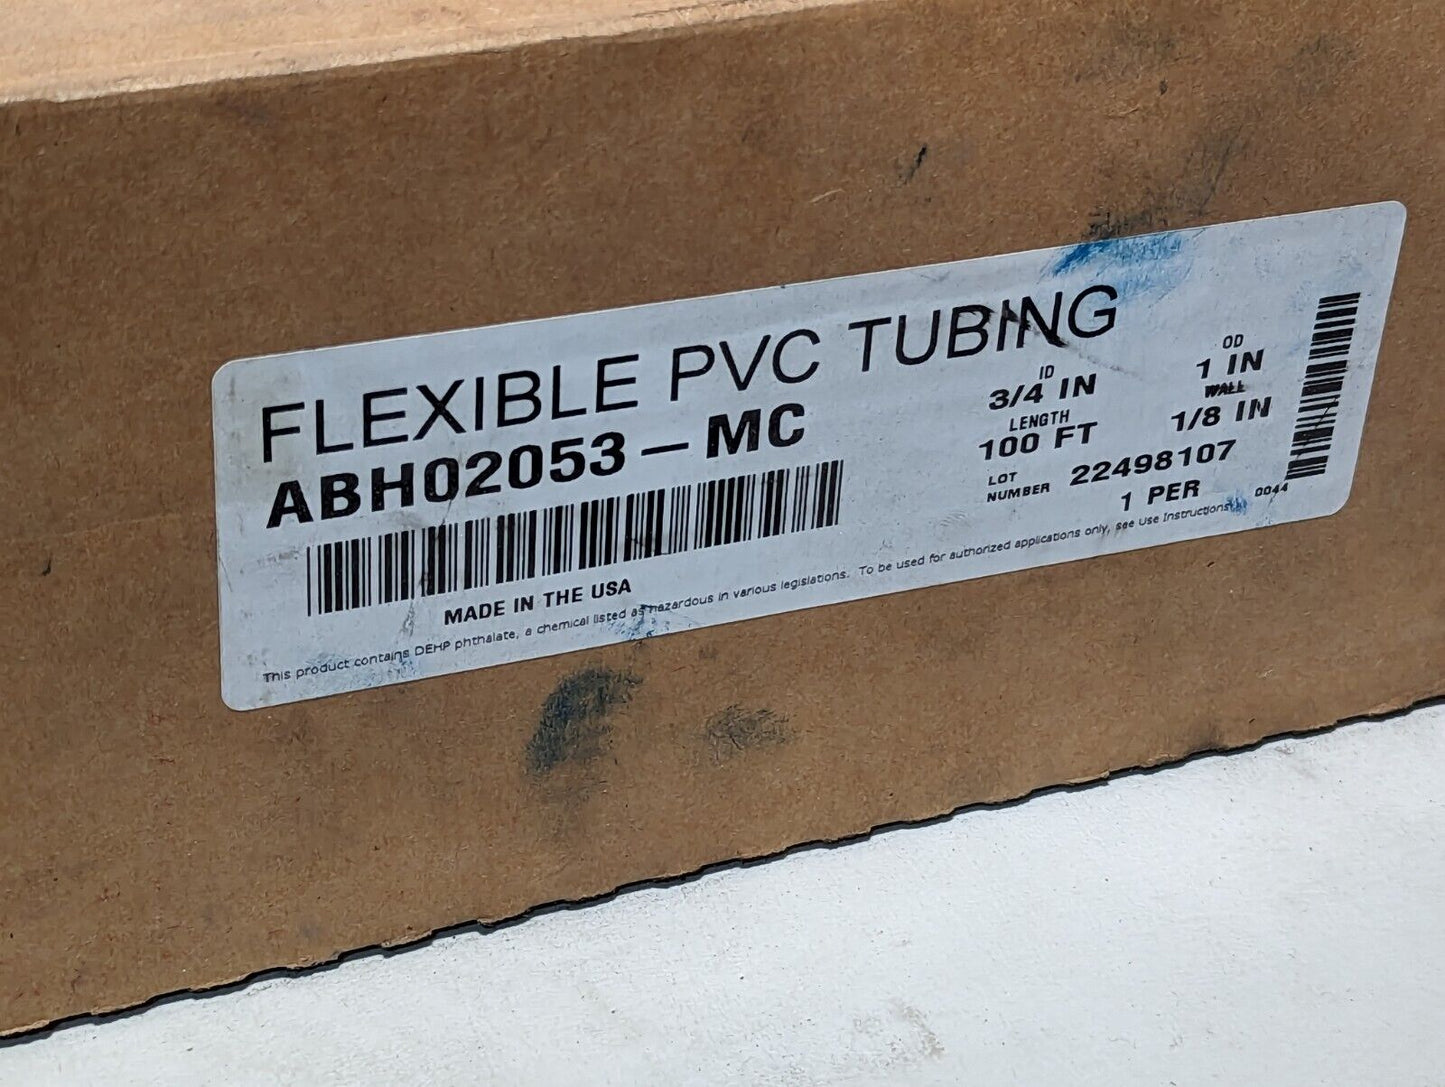 FLEXIBLE PVC TUBING
ABH02053-MC
MADE IN THE USA
ID
3/4 IN
OD
1 IN
LENGTH
100 FT
WALL
1/8 IN
LOT NUMBER 22498107
1 PER
0044
This product contains DEHP phthalate, a chemical listed as hazardous in various legislations. To be used for authorized applications only, see Use Instructions.